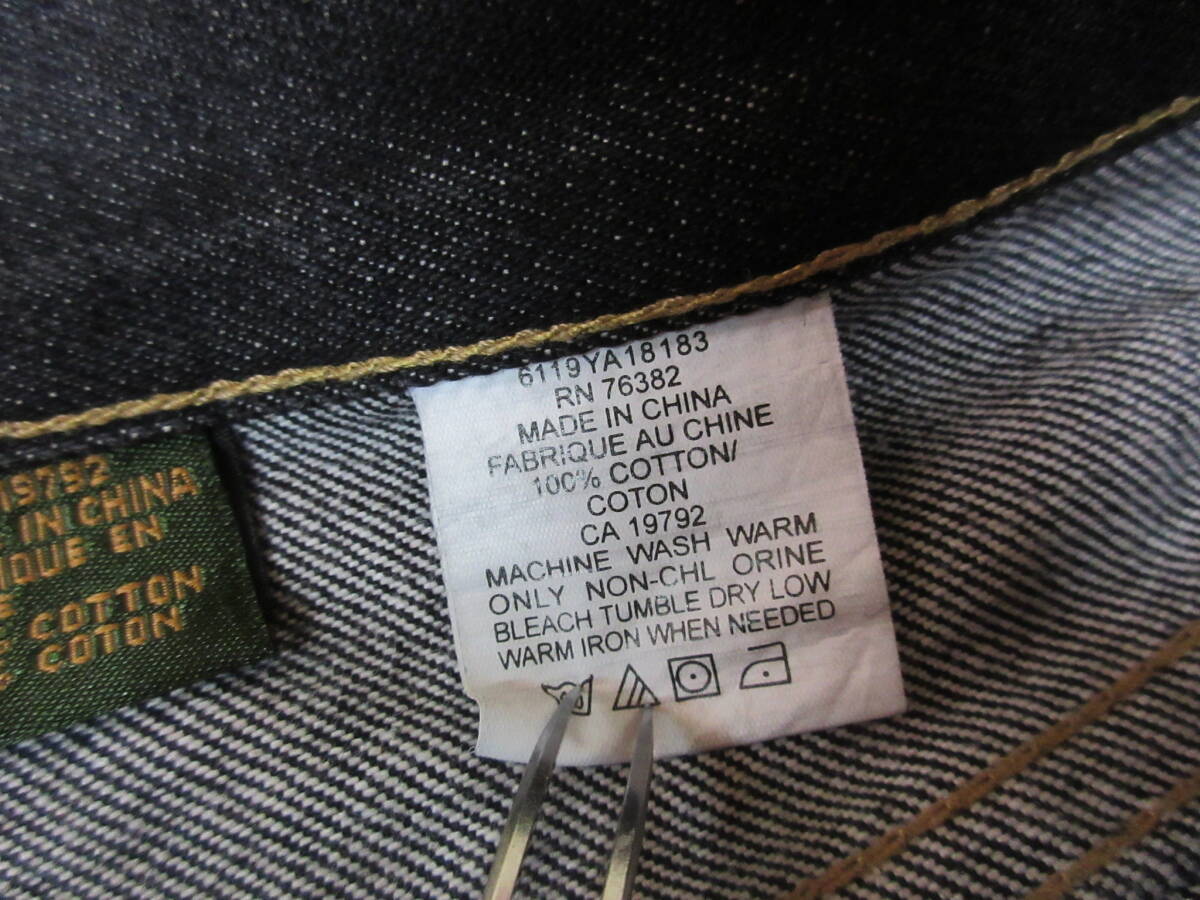 19792
IN CHINA
IQUE EN
COTTON
COTON
6119YA18183
RN 76382
MADE IN CHINA
FABRIQUE AU CHINE
100% COTTON/
COTON
CA 19792
MACHINE WASH WARM
ONLY NON-CHL ORINE
BLEACH TUMBLE DRY LOW
WARM IRON WHEN NEEDED